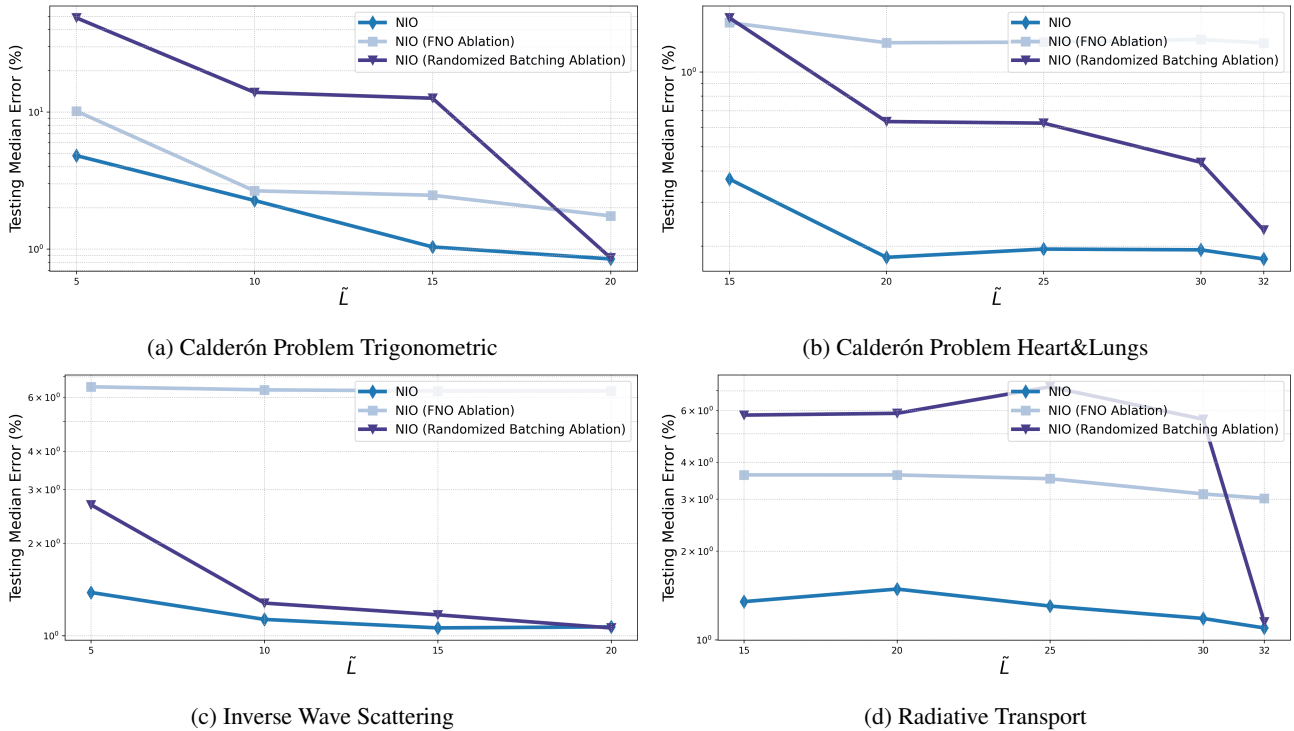 Testing Median Error (%)
10¹
10⁰
NIO
NIO (FNO Ablation)
NIO (Randomized Batching Ablation)
5 10 15 20
L̃
(a) Calderón Problem Trigonometric
Testing Median Error (%)
10⁰
NIO
NIO (FNO Ablation)
NIO (Randomized Batching Ablation)
15 20 25 30 32
L̃
(b) Calderón Problem Heart&Lungs
Testing Median Error (%)
6 × 10⁰
4 × 10⁰
3 × 10⁰
2 × 10⁰
10⁰
NIO
NIO (FNO Ablation)
NIO (Randomized Batching Ablation)
5 10 15 20
L̃
(c) Inverse Wave Scattering
Testing Median Error (%)
6 × 10⁰
4 × 10⁰
3 × 10⁰
2 × 10⁰
10⁰
NIO
NIO (FNO Ablation)
NIO (Randomized Batching Ablation)
15 20 25 30 32
L̃
(d) Radiative Transport